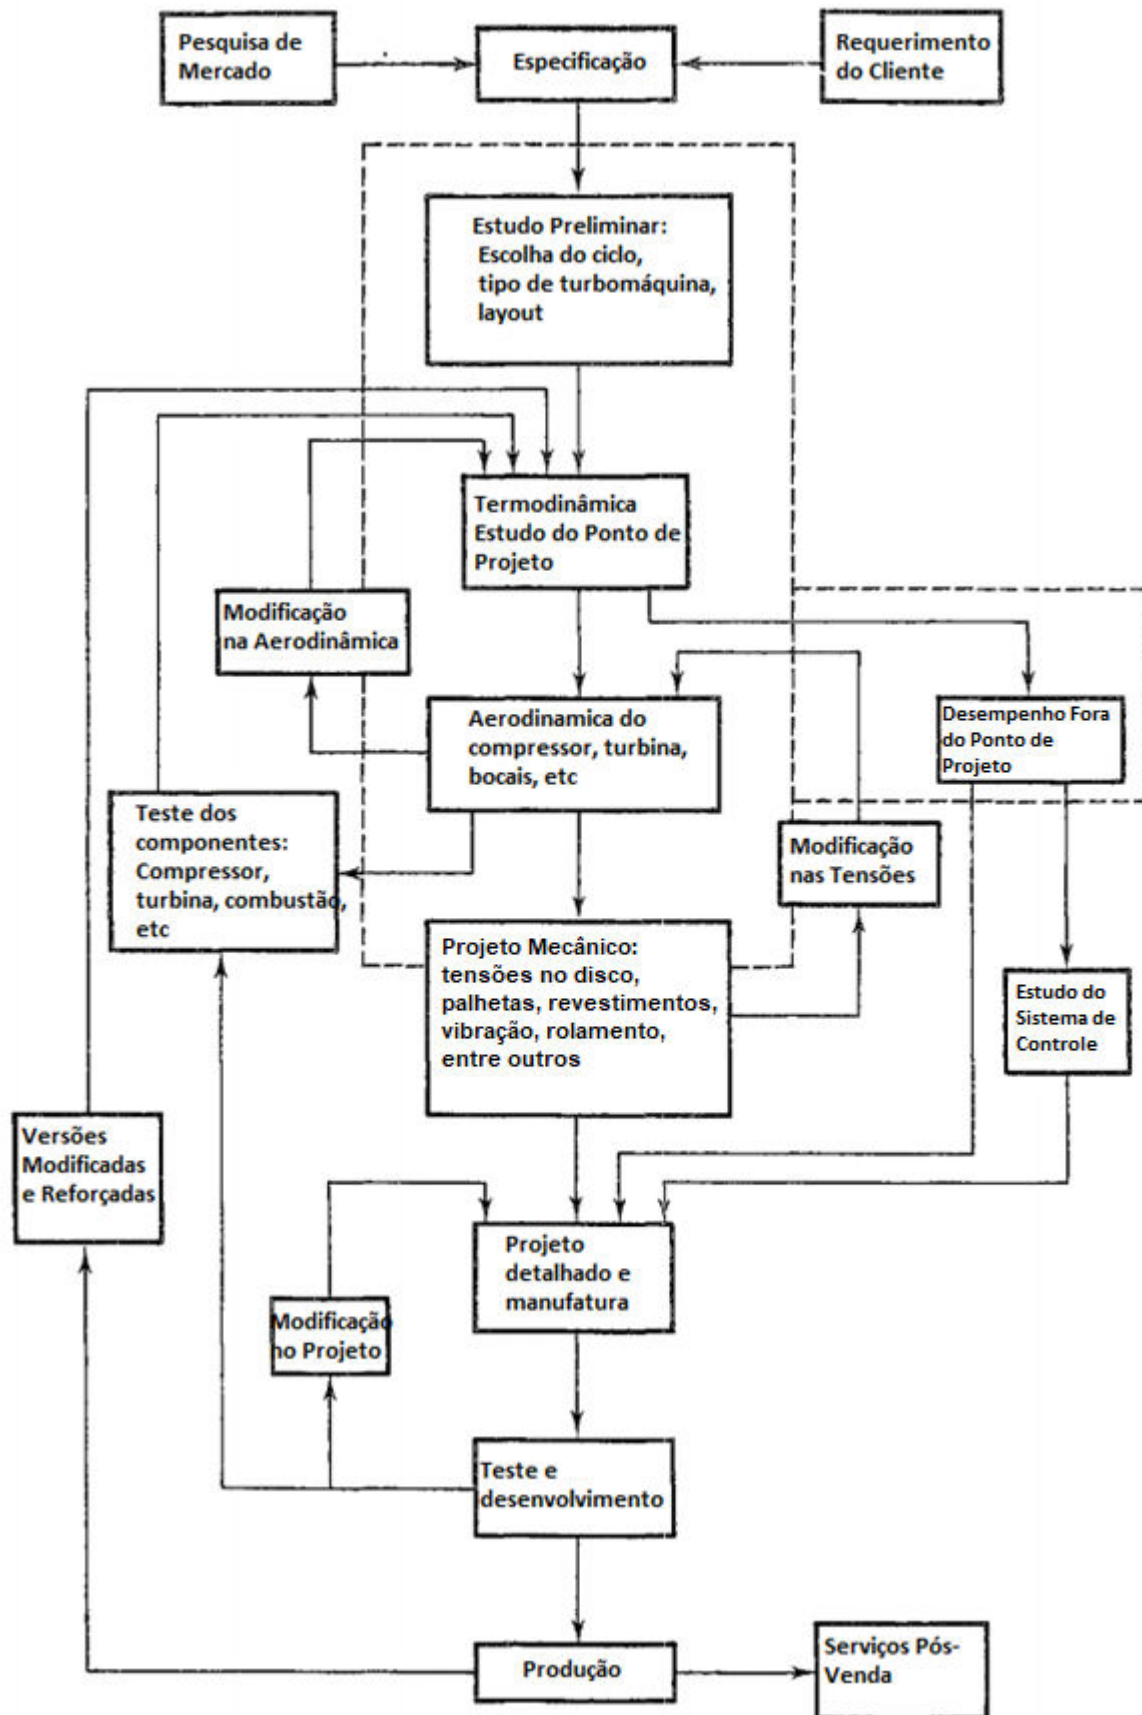 Pesquisa de
Mercado
Especificação
Requerimento
do Cliente
Estudo Preliminar:
Escolha do ciclo,
tipo de turbomáquina,
layout
Termodinâmica
Estudo do Ponto de
Projeto
Modificação
na Aerodinâmica
Aerodinamica do
compressor, turbina,
bocais, etc
Desempenho Fora
do Ponto de
Projeto
Teste dos
componentes:
Compressor,
turbina, combustão,
etc
Modificação
nas Tensões
Projeto Mecânico:
tensões no disco,
palhetas, revestimentos,
vibração, rolamento,
entre outros
Estudo do
Sistema de
Controle
Versões
Modificadas
e Reforçadas
Projeto
detalhado e
manufatura
Modificação
no Projeto
Teste e
desenvolvimento
Produção
Serviços Pós-
Venda